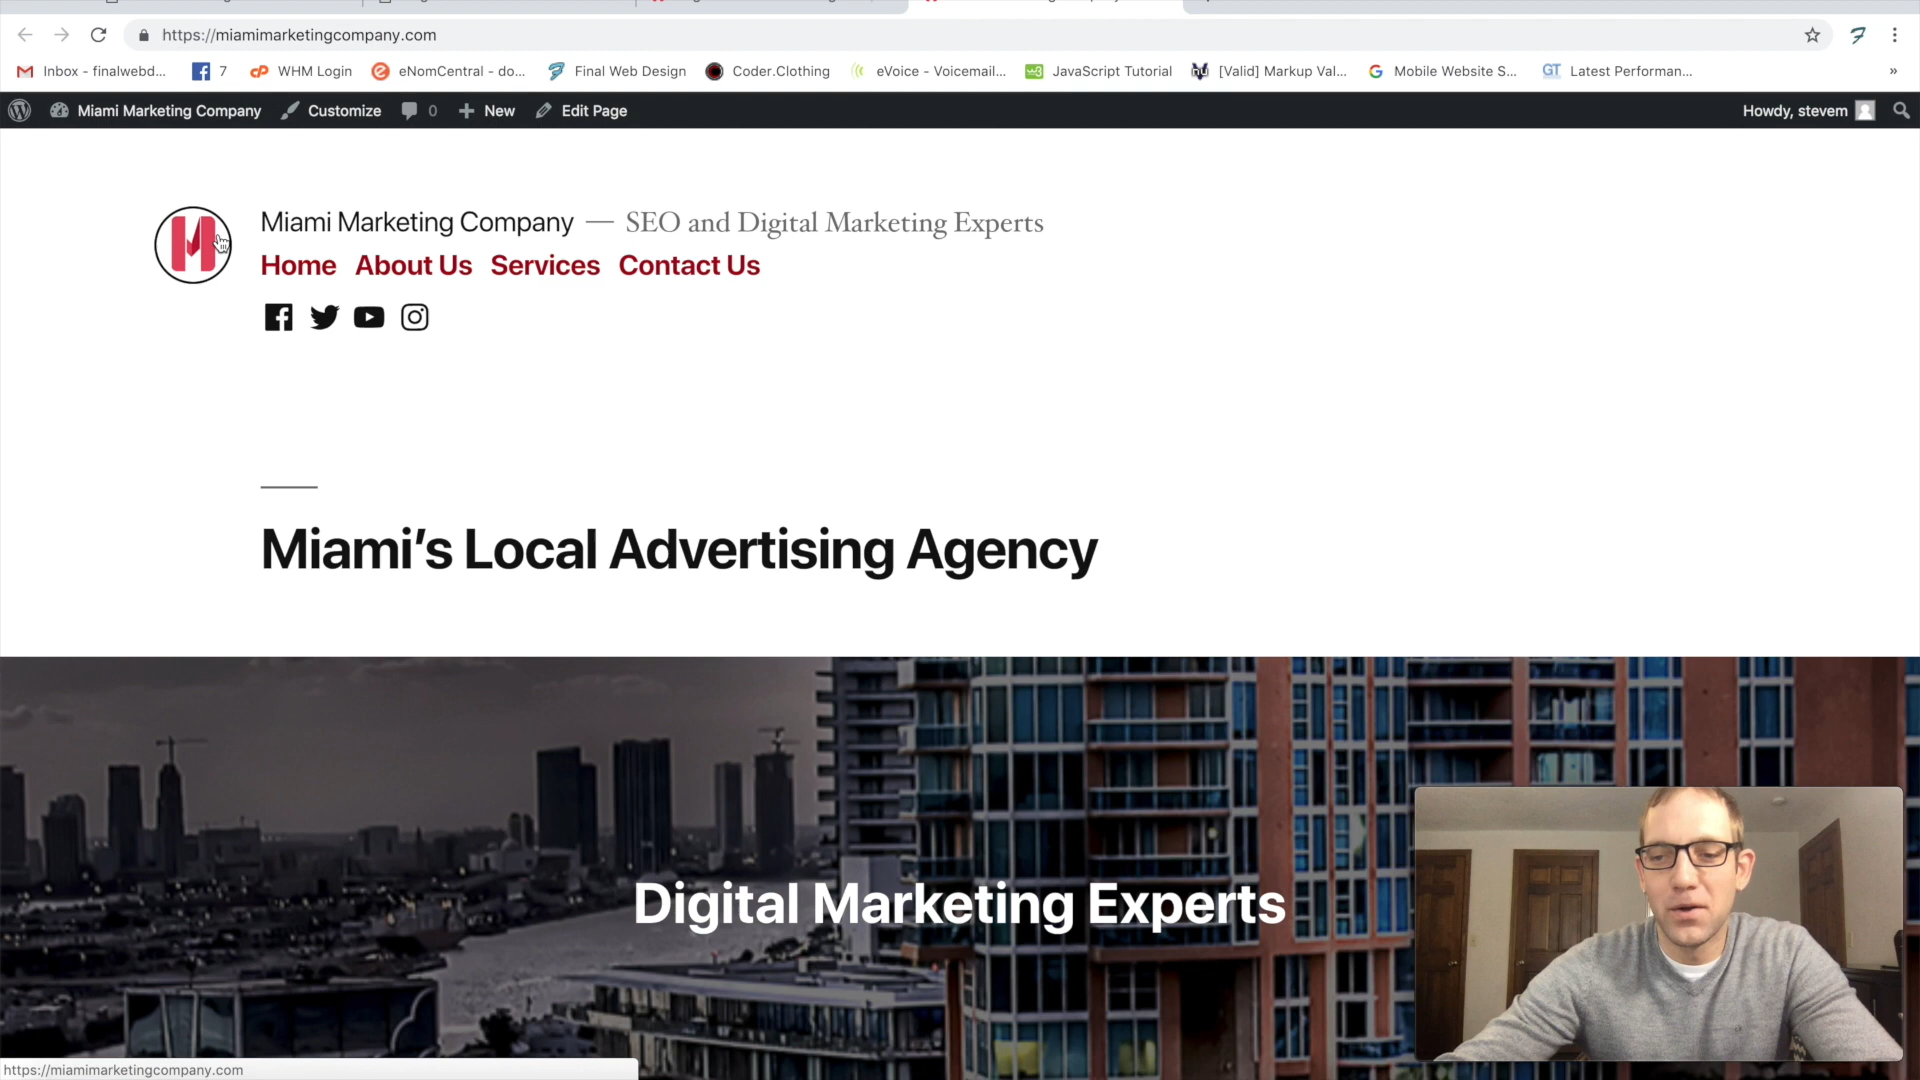 https://miamimarketingcompany.com
Inbox - finalwebd... 7 WHM Login eNomCentral - do... Final Web Design Coder.Clothing eVoice - Voicemail... JavaScript Tutorial [Valid] Markup Val... Mobile Website S... GT Latest Performan... »
Miami Marketing Company Customize 0 New Edit Page Howdy, stevem
Miami Marketing Company — SEO and Digital Marketing Experts
Home About Us Services Contact Us
Miami’s Local Advertising Agency
Digital Marketing Experts
https://miamimarketingcompany.com